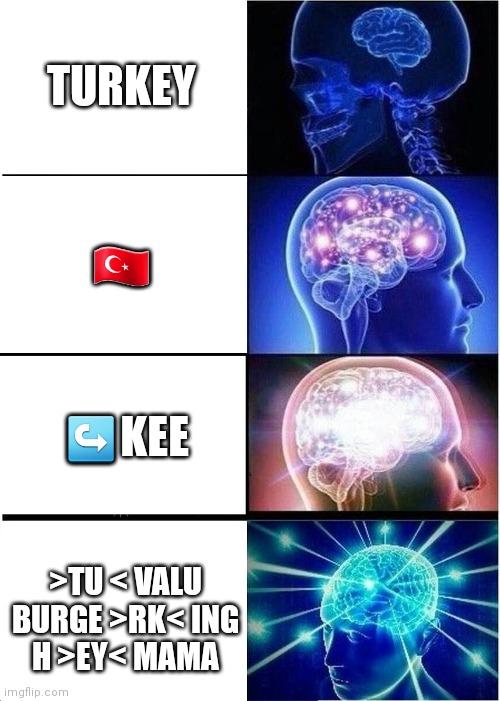 TURKEY
🇹🇷
↪️KEE
>TU < VALU
BURGE >RK< ING
H >EY< MAMA
imgflip.com